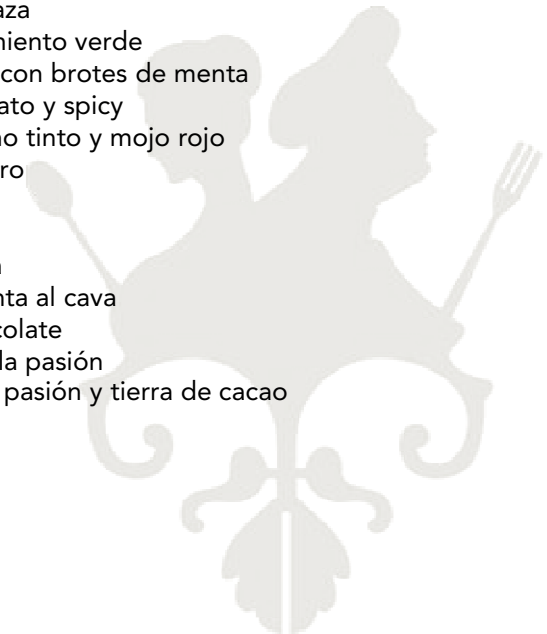 aza
niento verde
con brotes de menta
ato y spicy
no tinto y mojo rojo
ro
a
nta al cava
colate
la pasión
pasión y tierra de cacao